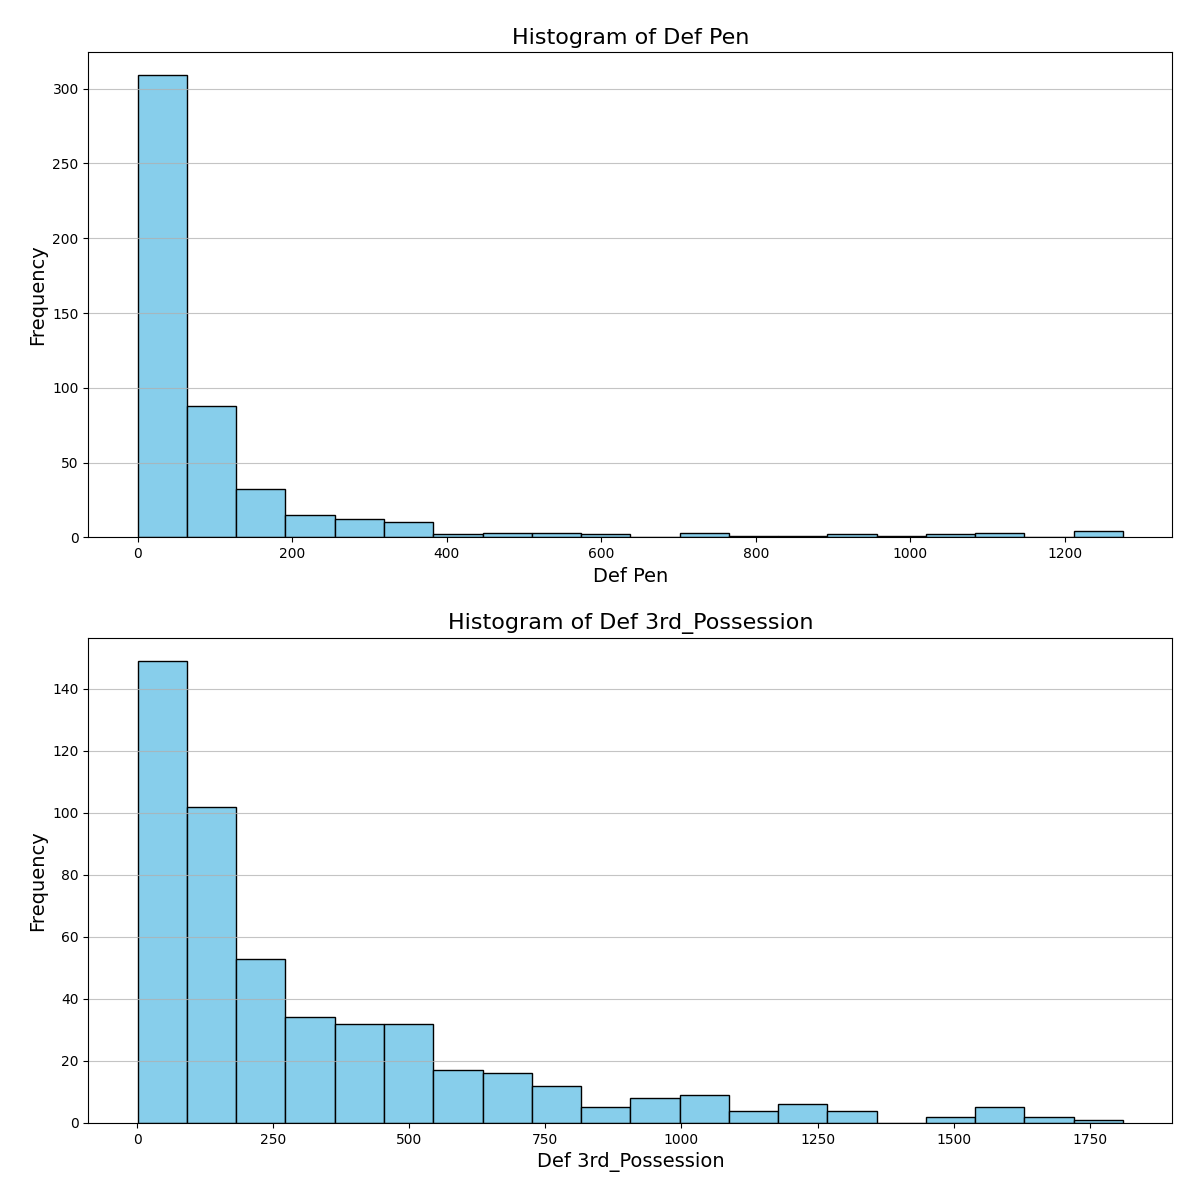 Histogram of Def Pen
300
250
200
150
100
50
0
Frequency
0 200 400 600 800 1000 1200
Def Pen
Histogram of Def 3rd_Possession
140
120
100
80
60
40
20
0
Frequency
0 250 500 750 1000 1250 1500 1750
Def 3rd_Possession